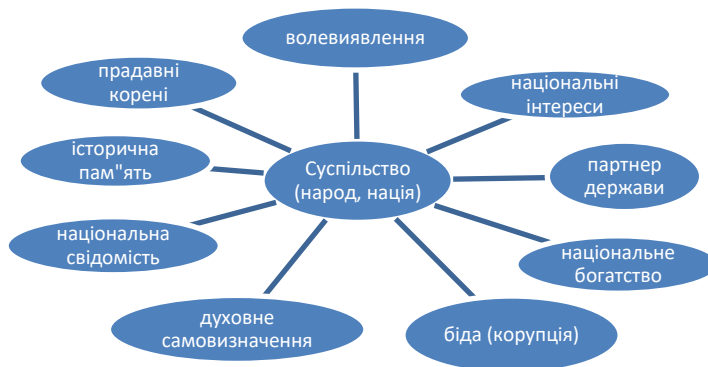 волевиявлення
прадавні
корені
національні
інтереси
історична
пам"ять
Суспільство
(народ, нація)
партнер
держави
національна
свідомість
національне
богатство
духовне
самовизначення
біда (корупція)